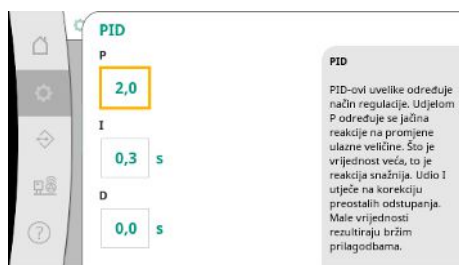 PID
P
2,0
I
0,3 s
D
0,0 s
PID
PID-ovi uvelike određuje
način regulacije. Udjelom
P određuje se jačina
reakcije na promjene
ulazne veličine. Što je
vrijednost veća, to je
reakcija snažnija. Udio I
utječe na korekciju
preostalih odstupanja.
Male vrijednosti
rezultiraju bržim
prilagodbama.
?